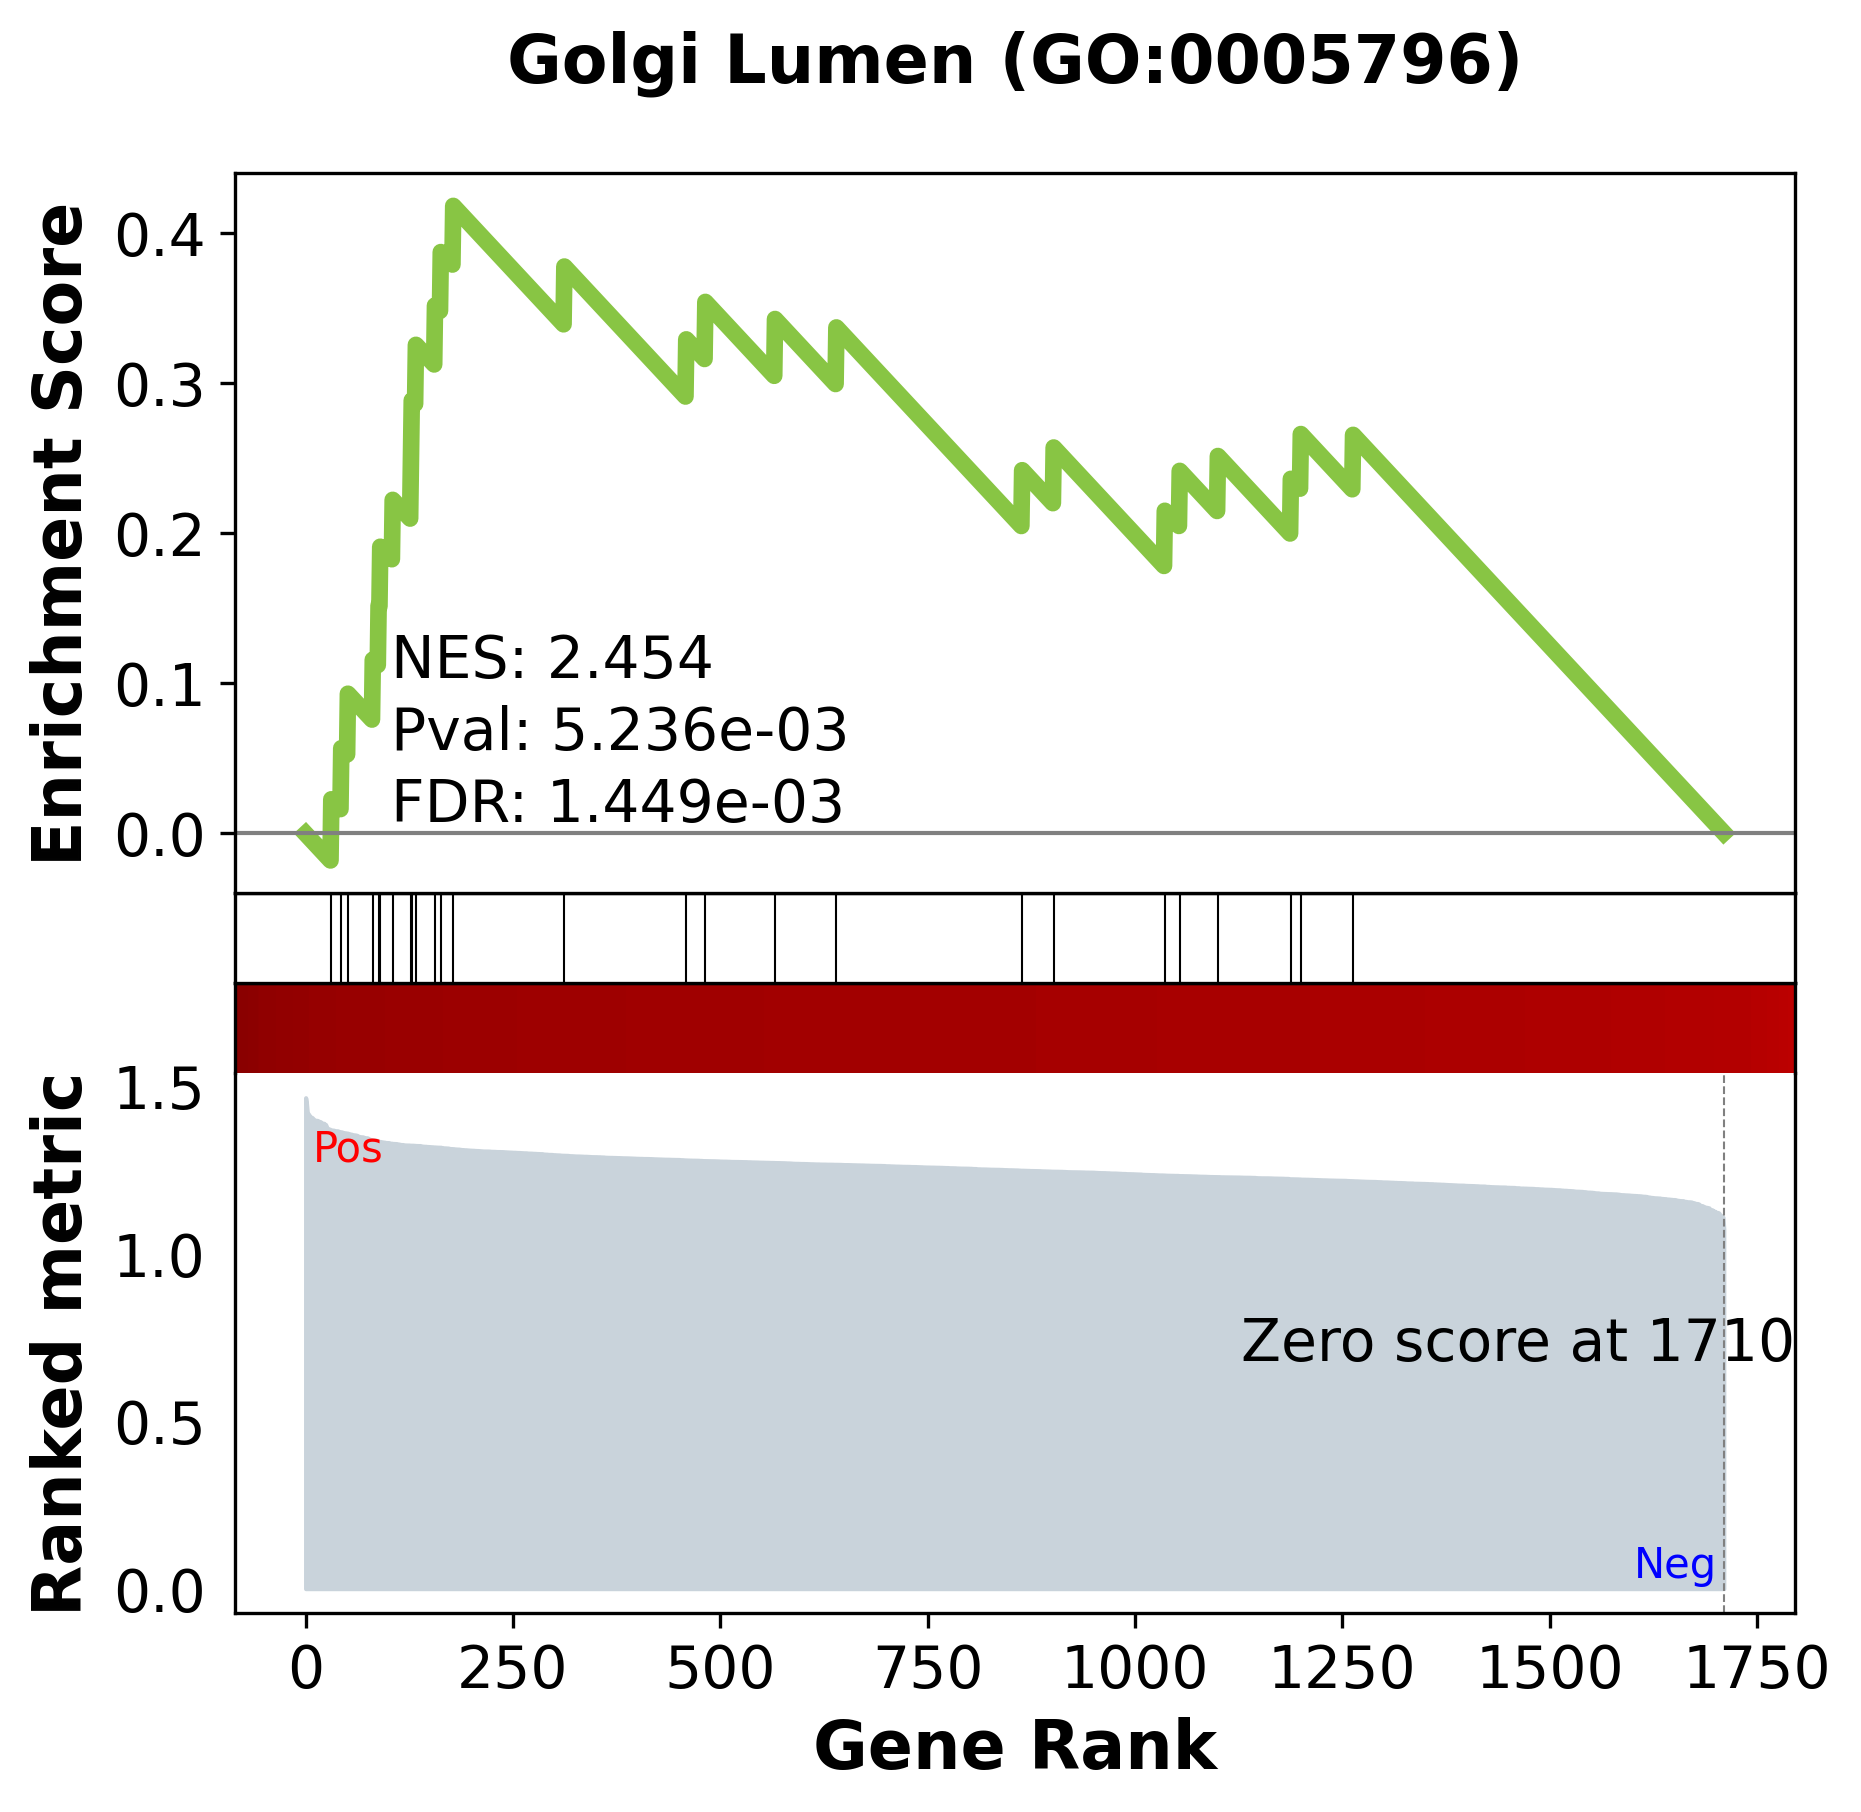 Golgi Lumen (GO:0005796)
Enrichment Score
0.4
0.3
0.2
0.1
0.0
NES: 2.454
Pval: 5.236e-03
FDR: 1.449e-03
Ranked metric
1.5
1.0
0.5
0.0
Pos
Zero score at 1710
Neg
0 250 500 750 1000 1250 1500 1750
Gene Rank